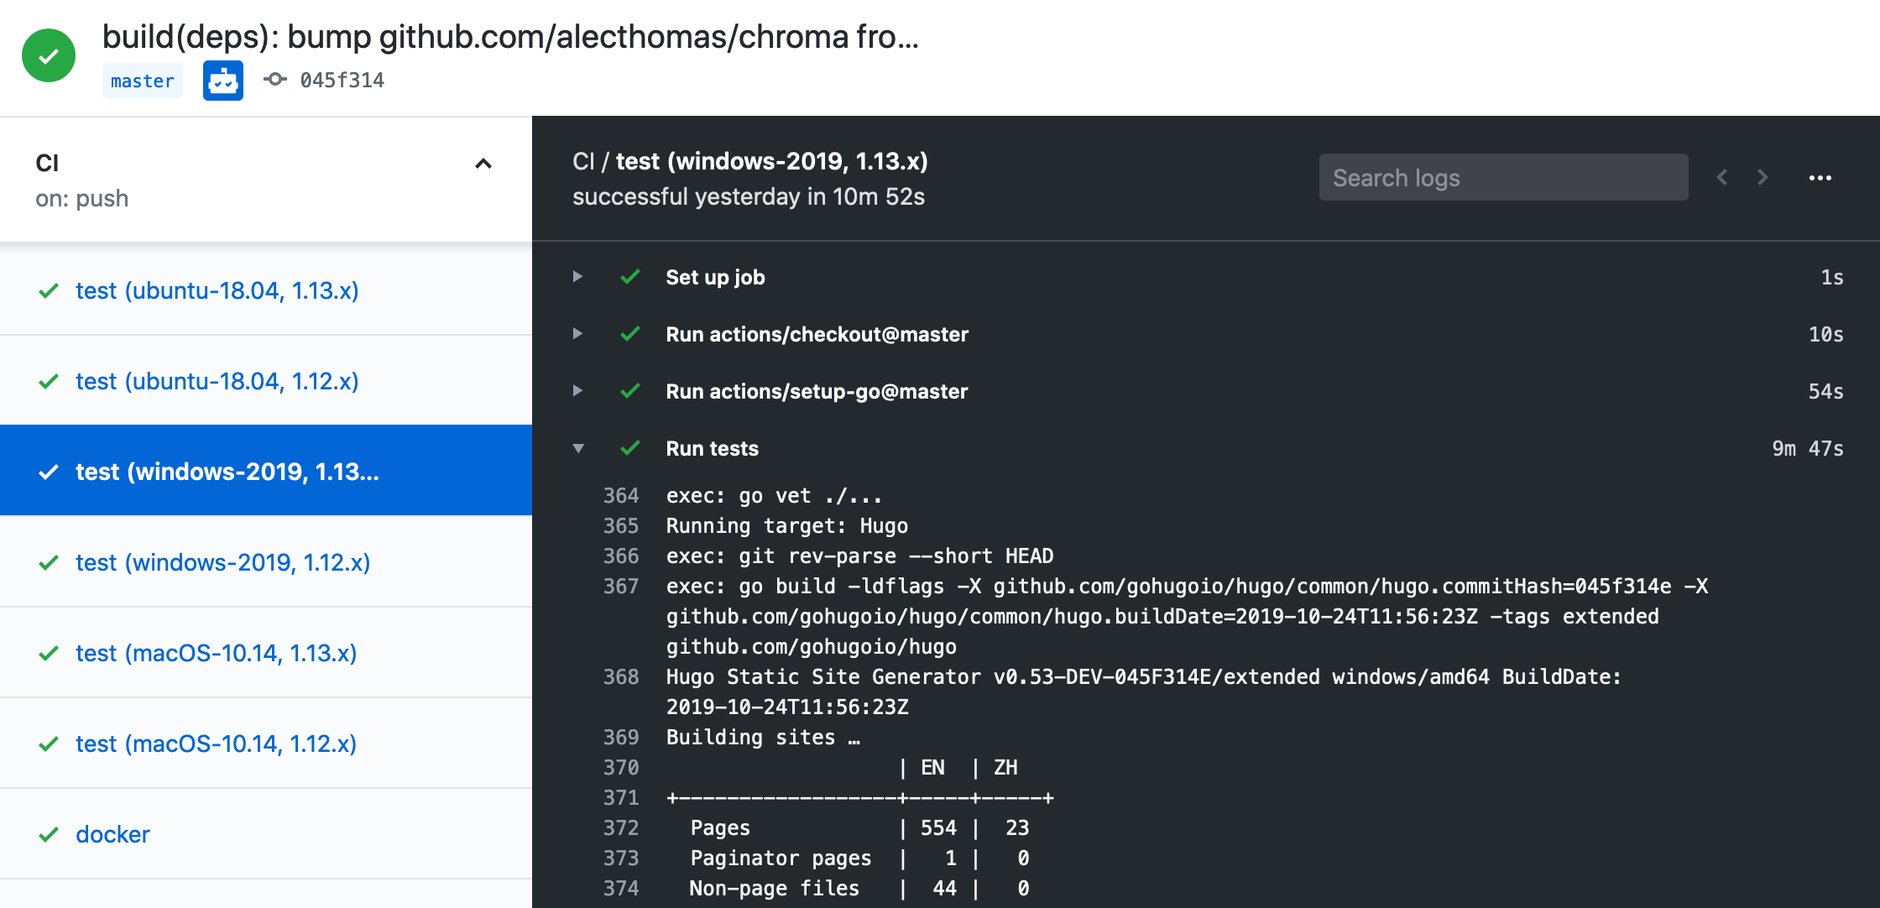 build(deps): bump github.com/alecthomas/chroma fro...
master 045f314
CI
on: push
test (ubuntu-18.04, 1.13.x)
test (ubuntu-18.04, 1.12.x)
test (windows-2019, 1.13...
test (windows-2019, 1.12.x)
test (macOS-10.14, 1.13.x)
test (macOS-10.14, 1.12.x)
docker
CI / test (windows-2019, 1.13.x)
successful yesterday in 10m 52s
Search logs
Set up job 1s
Run actions/checkout@master 10s
Run actions/setup-go@master 54s
Run tests 9m 47s
364 exec: go vet ./...
365 Running target: Hugo
366 exec: git rev-parse --short HEAD
367 exec: go build -ldflags -X github.com/gohugoio/hugo/common/hugo.commitHash=045f314e -X
github.com/gohugoio/hugo/common/hugo.buildDate=2019-10-24T11:56:23Z -tags extended
github.com/gohugoio/hugo
368 Hugo Static Site Generator v0.53-DEV-045F314E/extended windows/amd64 BuildDate:
2019-10-24T11:56:23Z
369 Building sites …
370                    | EN  | ZH
371 +------------------+-----+-----+
372   Pages            | 554 |  23
373   Paginator pages  |   1 |   0
374   Non-page files   |  44 |   0